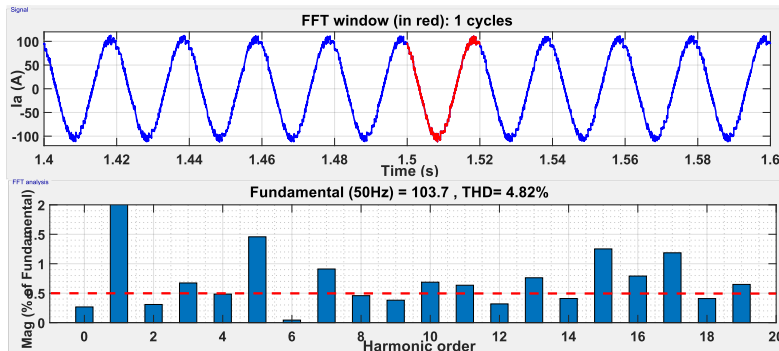 Signal
FFT window (in red): 1 cycles
Ia (A)
100
50
0
-50
-100
1.4 1.42 1.44 1.46 1.48 1.5 1.52 1.54 1.56 1.58 1.6
Time (s)
FFT analysis
Fundamental (50Hz) = 103.7 , THD= 4.82%
Mag (% of Fundamental)
2
.5
1
.5
0
0 2 4 6 8 10 12 14 16 18 20
Harmonic order